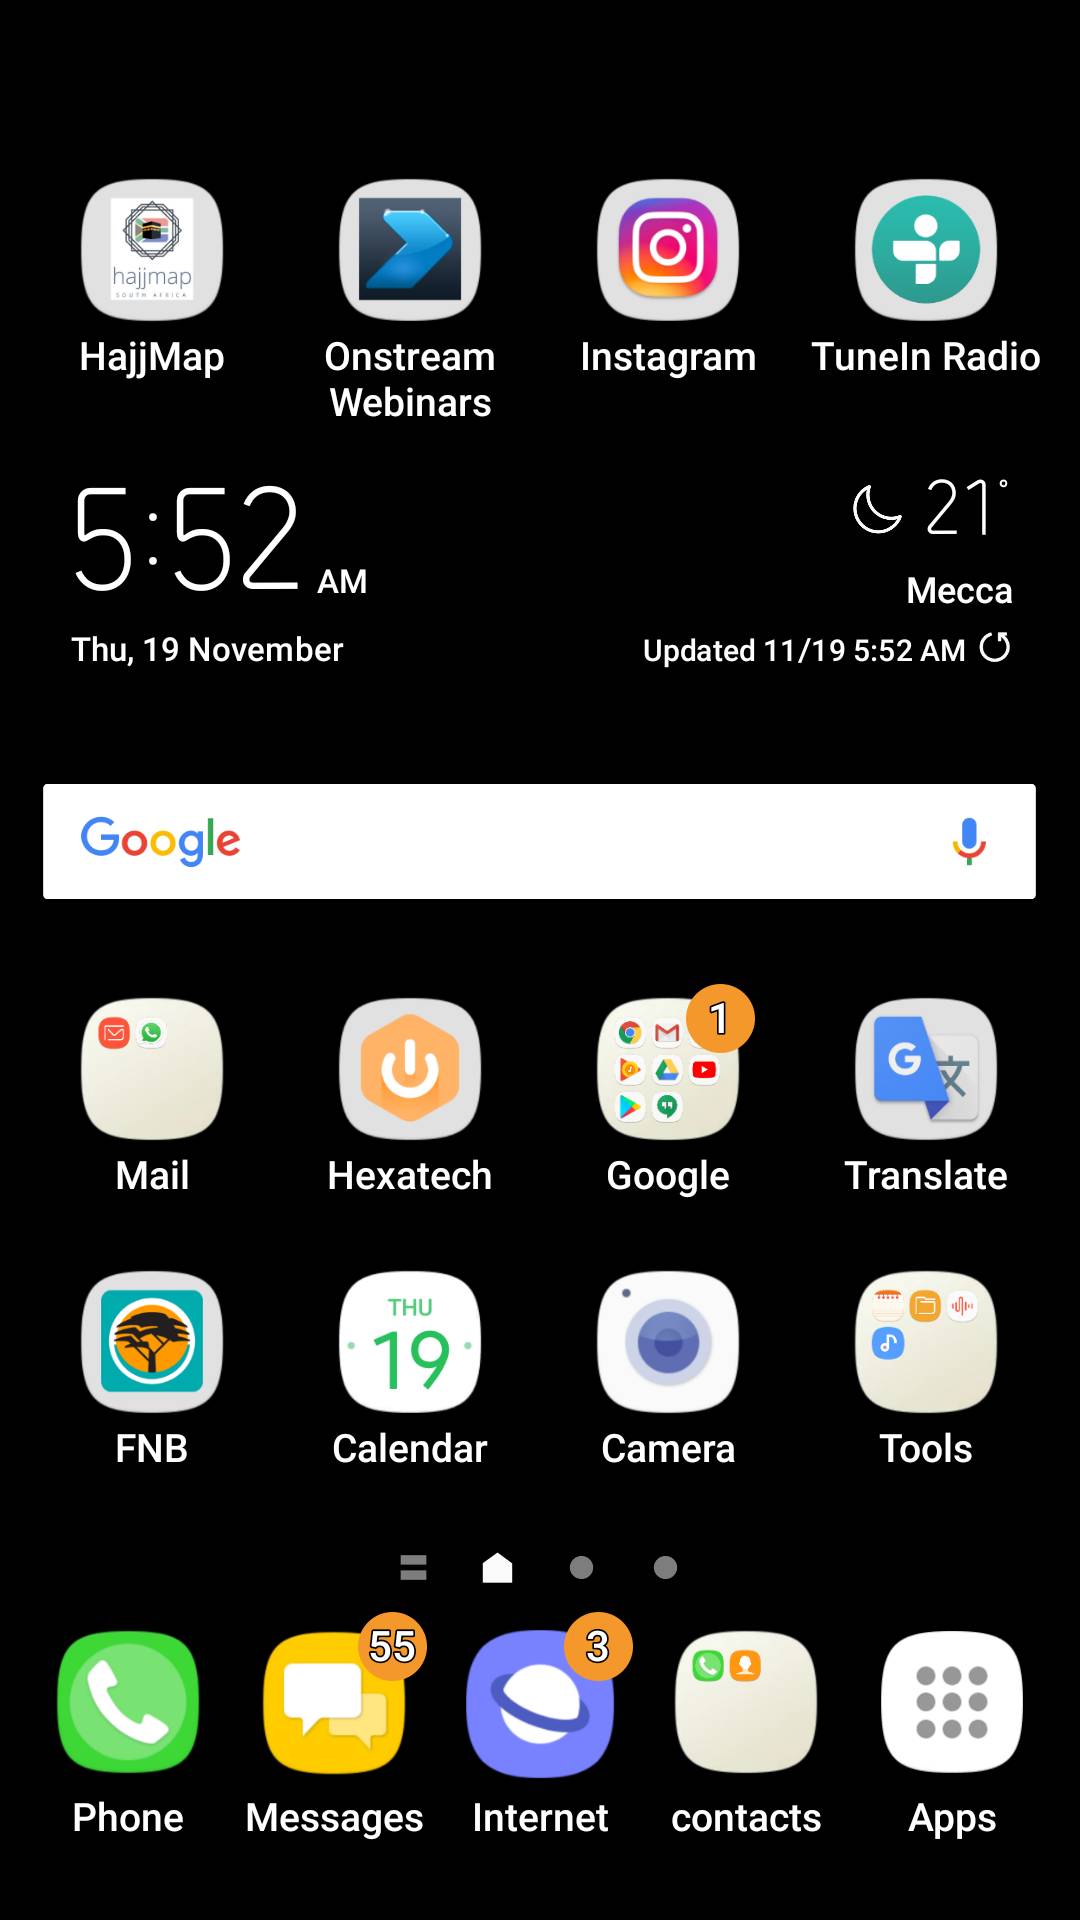 hajjmap
SOUTH AFRICA
HajjMap
Onstream
Webinars
Instagram
TuneIn Radio
5:52 AM
21°
Mecca
Thu, 19 November
Updated 11/19 5:52 AM
Google
1
G 文
Mail
Hexatech
Google
Translate
THU
19
FNB
Calendar
Camera
Tools
55
3
Phone
Messages
Internet
contacts
Apps